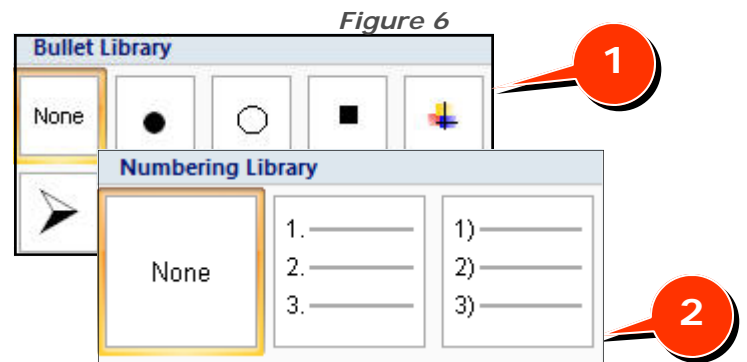 Figure 6
Bullet Library
1
None
Numbering Library
None
1.
2.
3.
1)
2)
3)
2